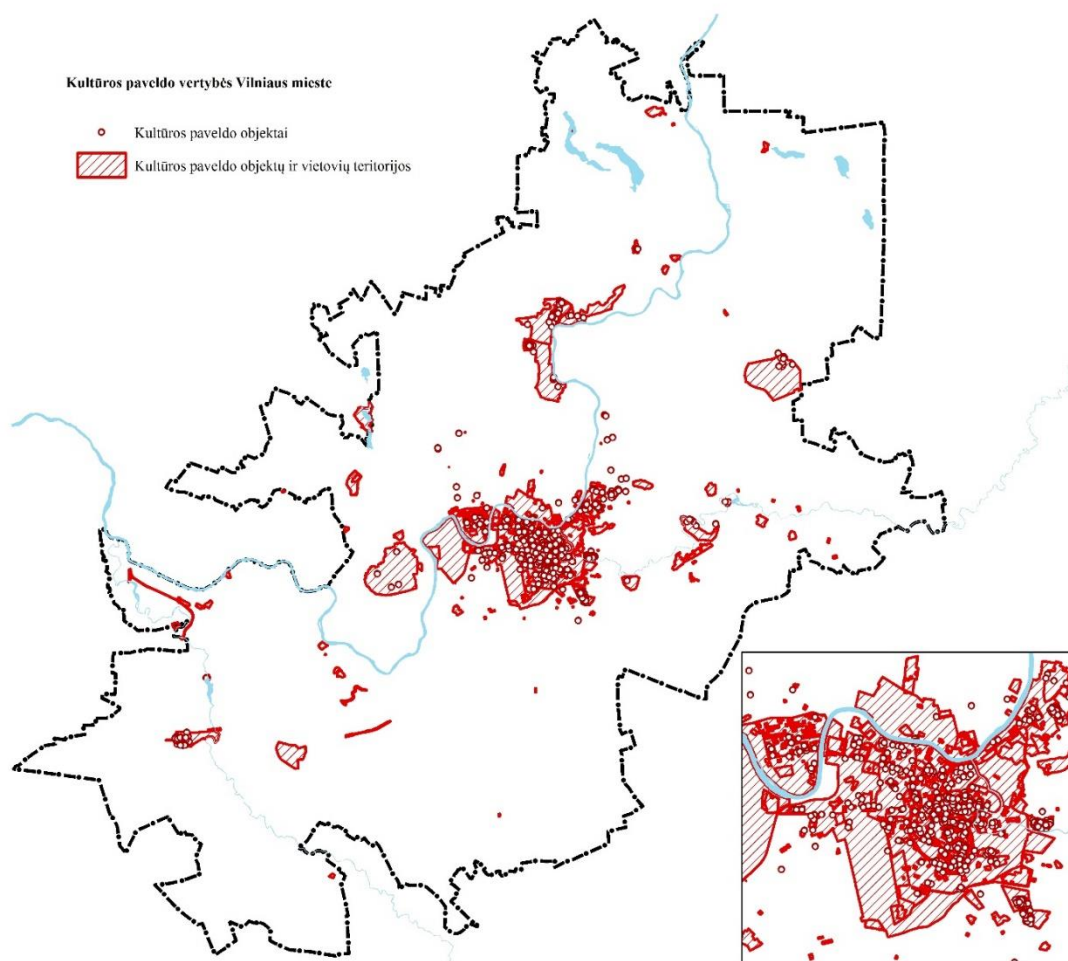 Kultūros paveldo vertybės Vilniaus mieste
Kultūros paveldo objektai
Kultūros paveldo objektų ir vietovių teritorijos